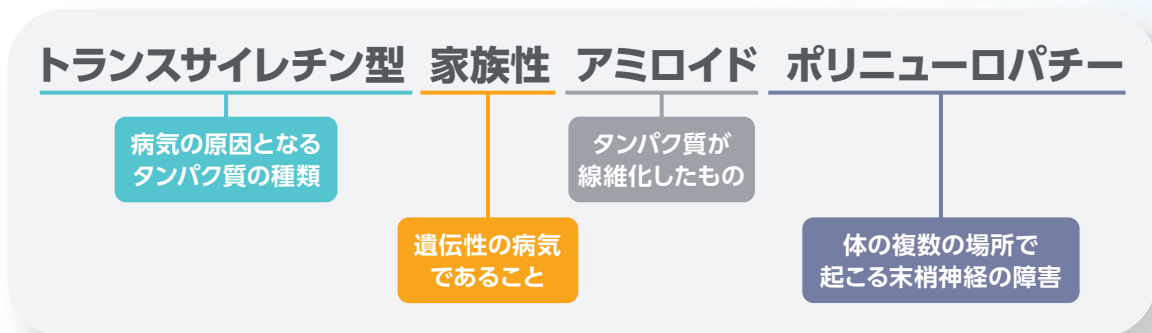 トランスサイレチン型 家族性 アミロイド ポリニューロパチー
病気の原因となる
タンパク質の種類
タンパク質が
線維化したもの
遺伝性の病気
であること
体の複数の場所で
起こる末梢神経の障害